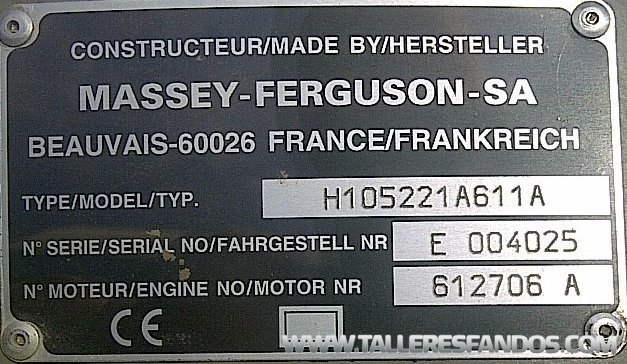 CONSTRUCTEUR/MADE BY/HERSTELLER
MASSEY-FERGUSON-SA
BEAUVAIS-60026 FRANCE/FRANKREICH
TYPE/MODEL/TYP. H105221A611A
N° SERIE/SERIAL NO/FAHRGESTELL NR E 004025
N° MOTEUR/ENGINE NO/MOTOR NR 612706 A
CE
WWW.TALLERESFANDOS.COM